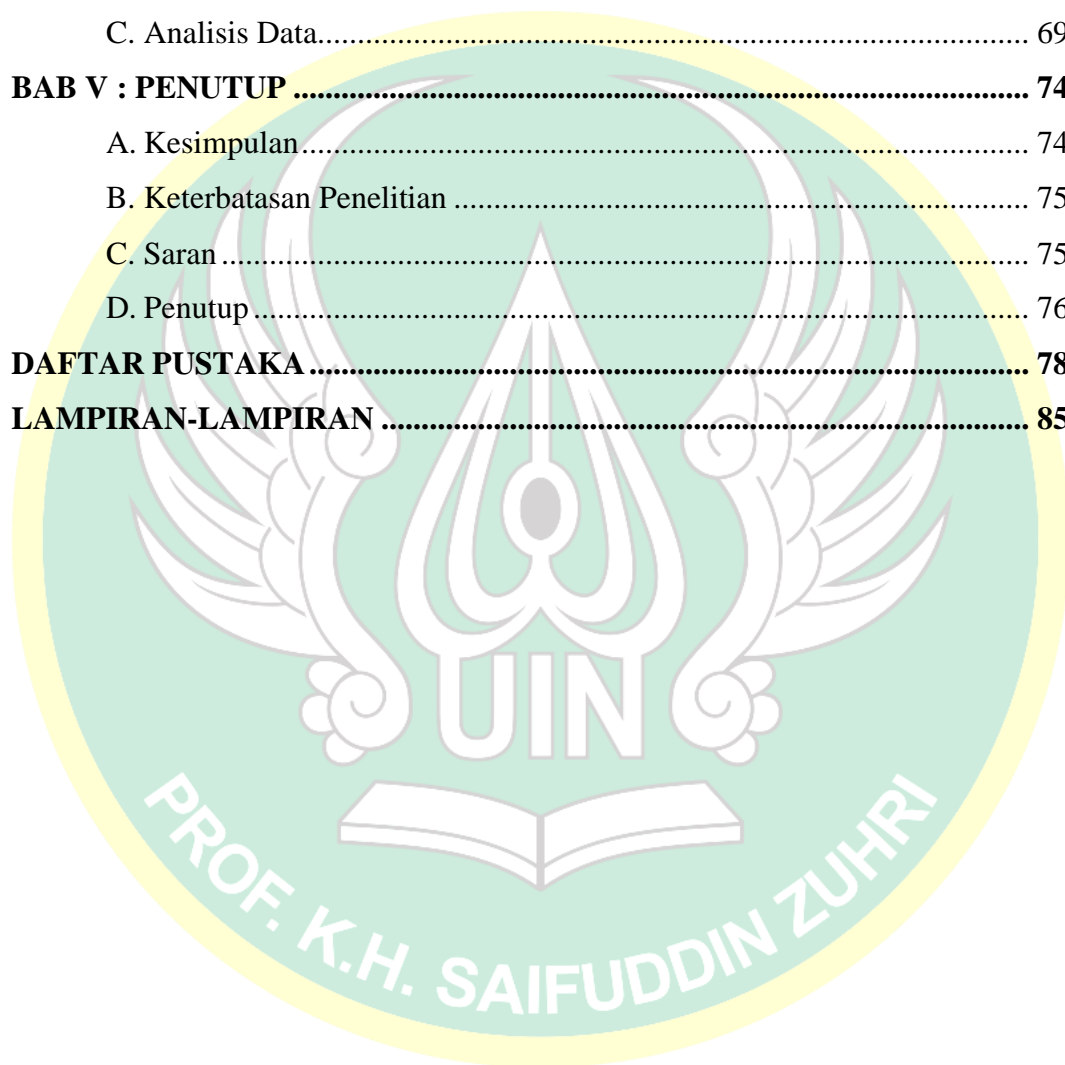 C. Analisis Data..................................................................................................... 69
BAB V : PENUTUP ......................................................................................................... 74
A. Kesimpulan........................................................................................................ 74
B. Keterbatasan Penelitian .................................................................................. 75
C. Saran.................................................................................................................... 75
D. Penutup............................................................................................................... 76
DAFTAR PUSTAKA ....................................................................................................... 78
LAMPIRAN-LAMPIRAN ............................................................................................. 85
UIN
PROF. K.H. SAIFUDDIN ZUHRI